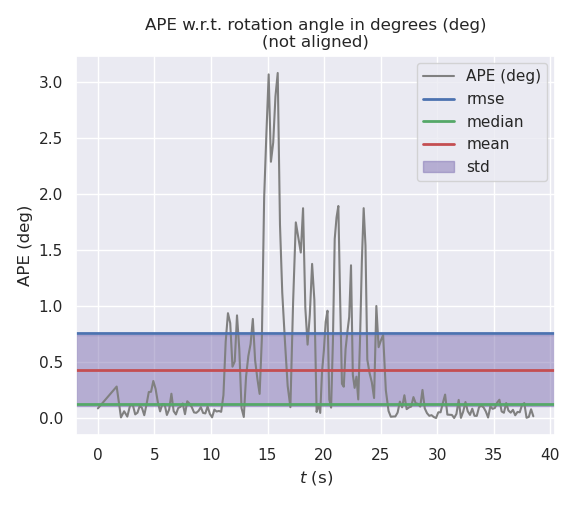 APE w.r.t. rotation angle in degrees (deg)
(not aligned)
APE (deg)
3.0
2.5
2.0
1.5
1.0
0.5
0.0
APE (deg)
rmse
median
mean
std
0 5 10 15 20 25 30 35 40
t (s)